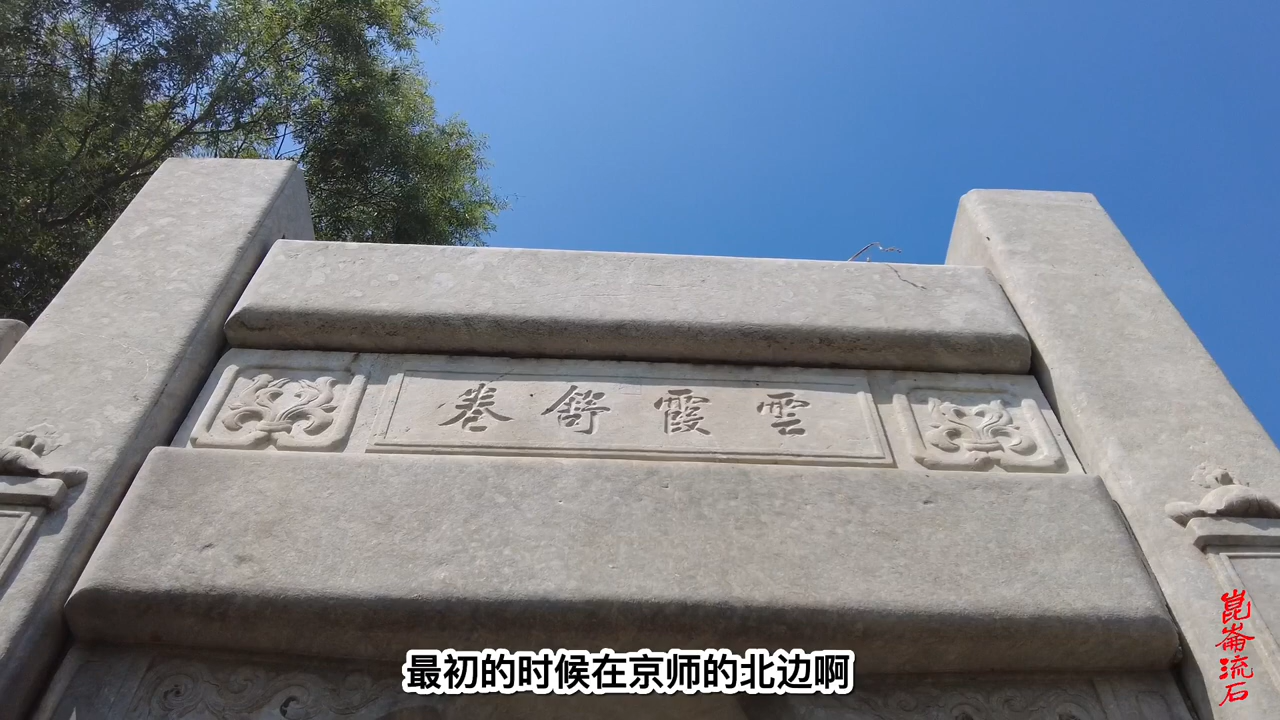 雲霞舒卷
最初的时候在京师的北边啊
崑崙流石